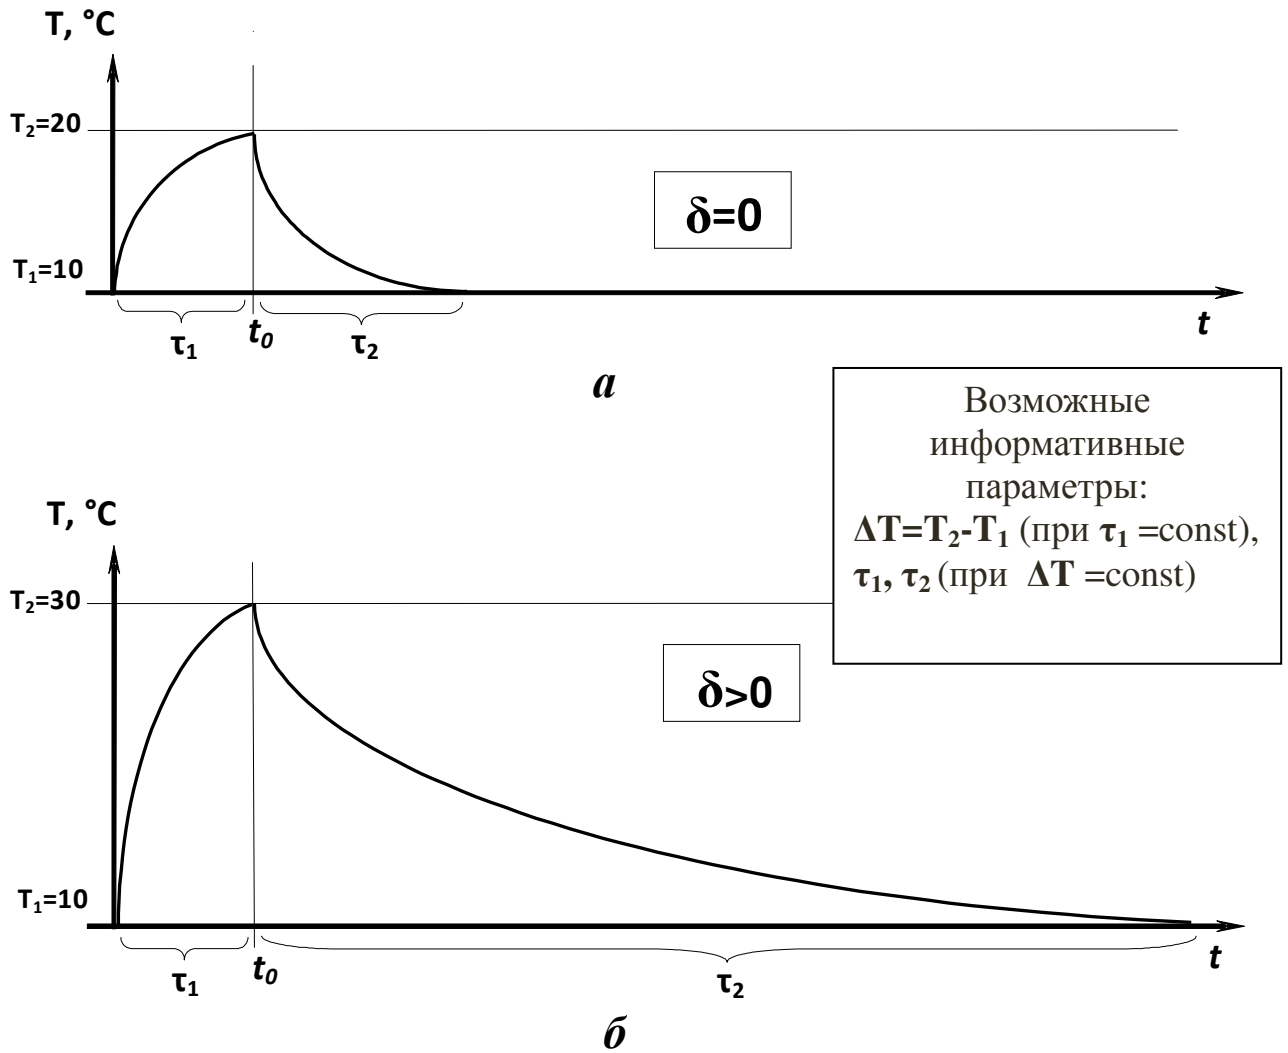 T, °C
T₂=20
δ=0
T₁=10
τ₁
t₀
τ₂
t
а
Возможные
информативные
параметры:
ΔT=T₂-T₁ (при τ₁ =const),
τ₁, τ₂ (при ΔT =const)
T, °C
T₂=30
δ>0
T₁=10
τ₁
t₀
τ₂
t
б